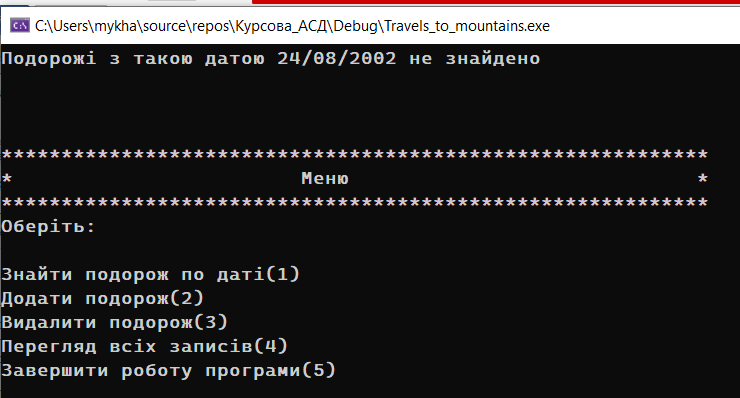 C:\Users\mykha\source\repos\Курсова_АСД\Debug\Travels_to_mountains.exe
Подорожі з такою датою 24/08/2002 не знайдено
***********************************************************
* Меню *
***********************************************************
Оберіть:
Знайти подорож по даті(1)
Додати подорож(2)
Видалити подорож(3)
Перегляд всіх записів(4)
Завершити роботу програми(5)